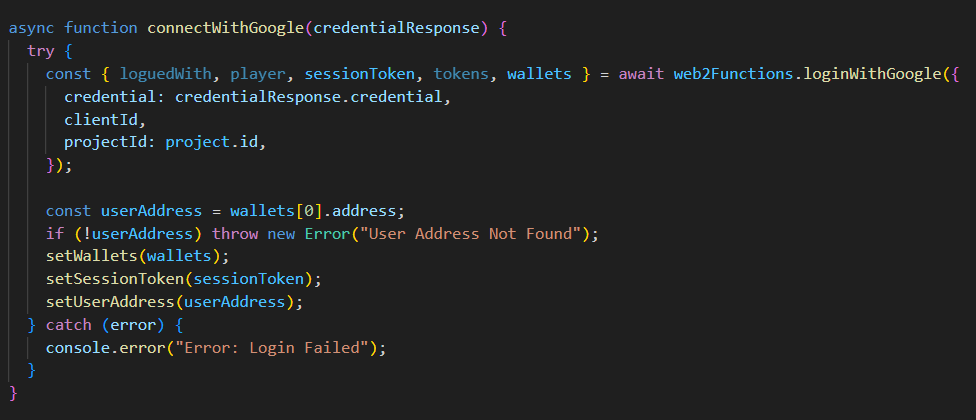 async function connectWithGoogle(credentialResponse) {
try {
const { loguedWith, player, sessionToken, tokens, wallets } = await web2Functions.loginWithGoogle({
credential: credentialResponse.credential,
clientId,
projectId: project.id,
});
const userAddress = wallets[0].address;
if (!userAddress) throw new Error("User Address Not Found");
setWallets(wallets);
setSessionToken(sessionToken);
setUserAddress(userAddress);
} catch (error) {
console.error("Error: Login Failed");
}
}